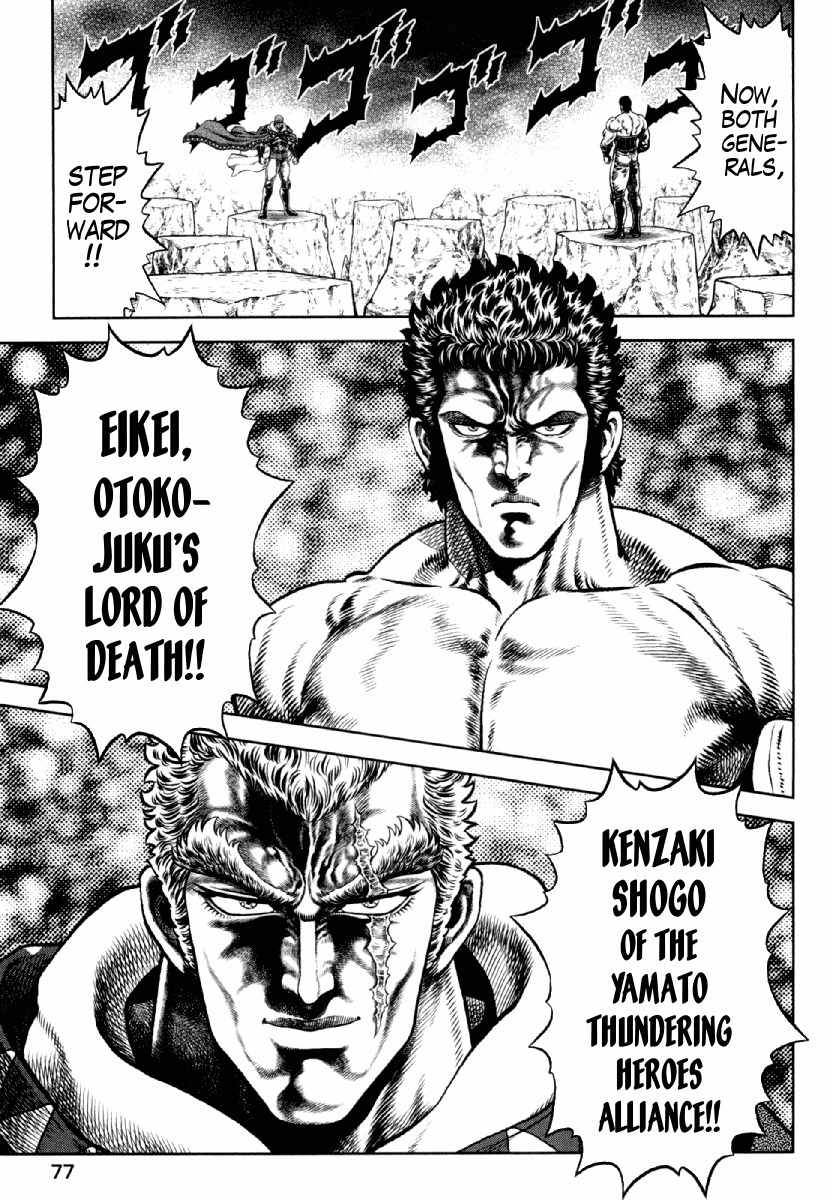 ゴゴゴゴゴゴ
NOW,
BOTH
GENE-
RALS,
STEP
FOR-
WARD
!!
EIKEI,
OTOKO-
JUKU'S
LORD OF
DEATH!!
KENZAKI
SHOGO
OF THE
YAMATO
THUNDERING
HEROES
ALLIANCE!!
77